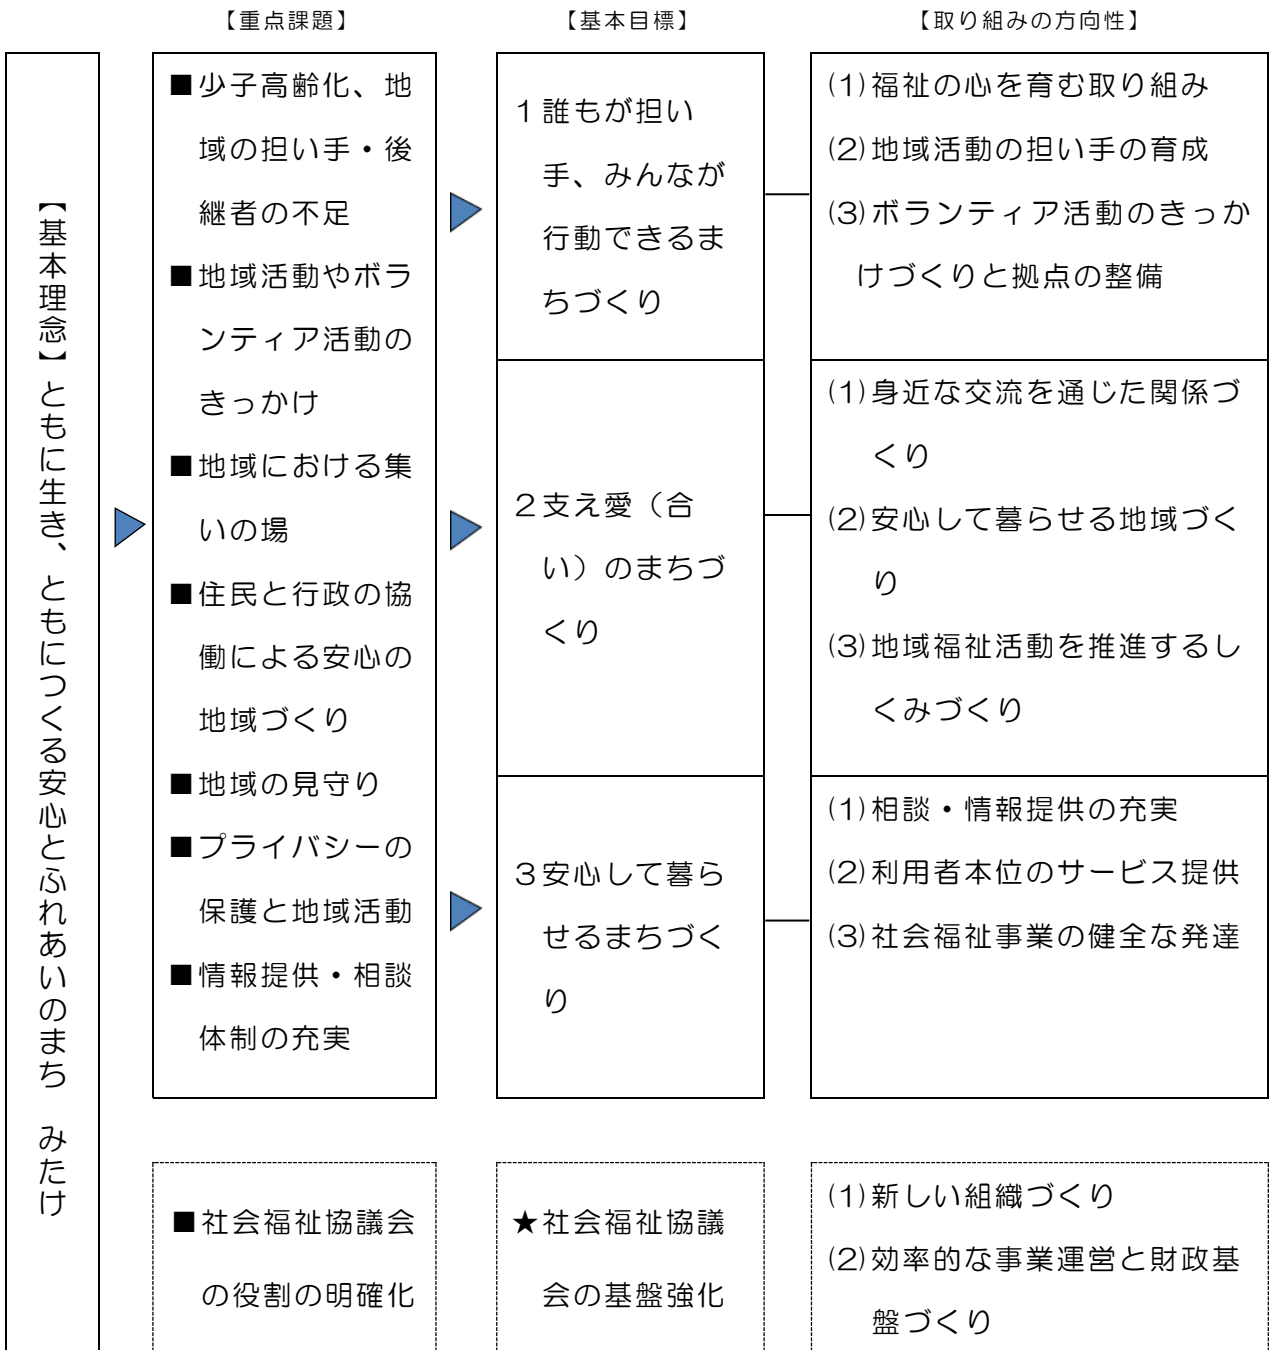 【重点課題】
【基本目標】
【取り組みの方向性】
【基本理念】ともに生き、ともにつくる安心とふれあいのまち　みたけ
■少子高齢化、地
域の担い手・後
継者の不足
■地域活動やボラ
ンティア活動の
きっかけ
■地域における集
いの場
■住民と行政の協
働による安心の
地域づくり
■地域の見守り
■プライバシーの
保護と地域活動
■情報提供・相談
体制の充実
1誰もが担い
手、みんなが
行動できるま
ちづくり
(1)福祉の心を育む取り組み
(2)地域活動の担い手の育成
(3)ボランティア活動のきっか
けづくりと拠点の整備
2支え愛（合
い）のまちづ
くり
(1)身近な交流を通じた関係づ
くり
(2)安心して暮らせる地域づく
り
(3)地域福祉活動を推進するし
くみづくり
3安心して暮ら
せるまちづく
り
(1)相談・情報提供の充実
(2)利用者本位のサービス提供
(3)社会福祉事業の健全な発達
■社会福祉協議会
の役割の明確化
★社会福祉協議
会の基盤強化
(1)新しい組織づくり
(2)効率的な事業運営と財政基
盤づくり